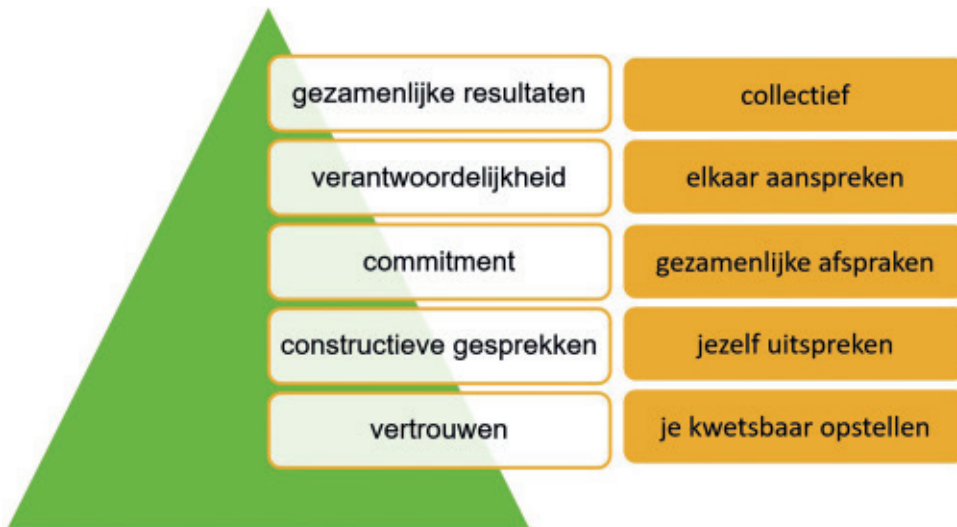 gezamenlijke resultaten collectief
verantwoordelijkheid elkaar aanspreken
commitment gezamenlijke afspraken
constructieve gesprekken jezelf uitspreken
vertrouwen je kwetsbaar opstellen